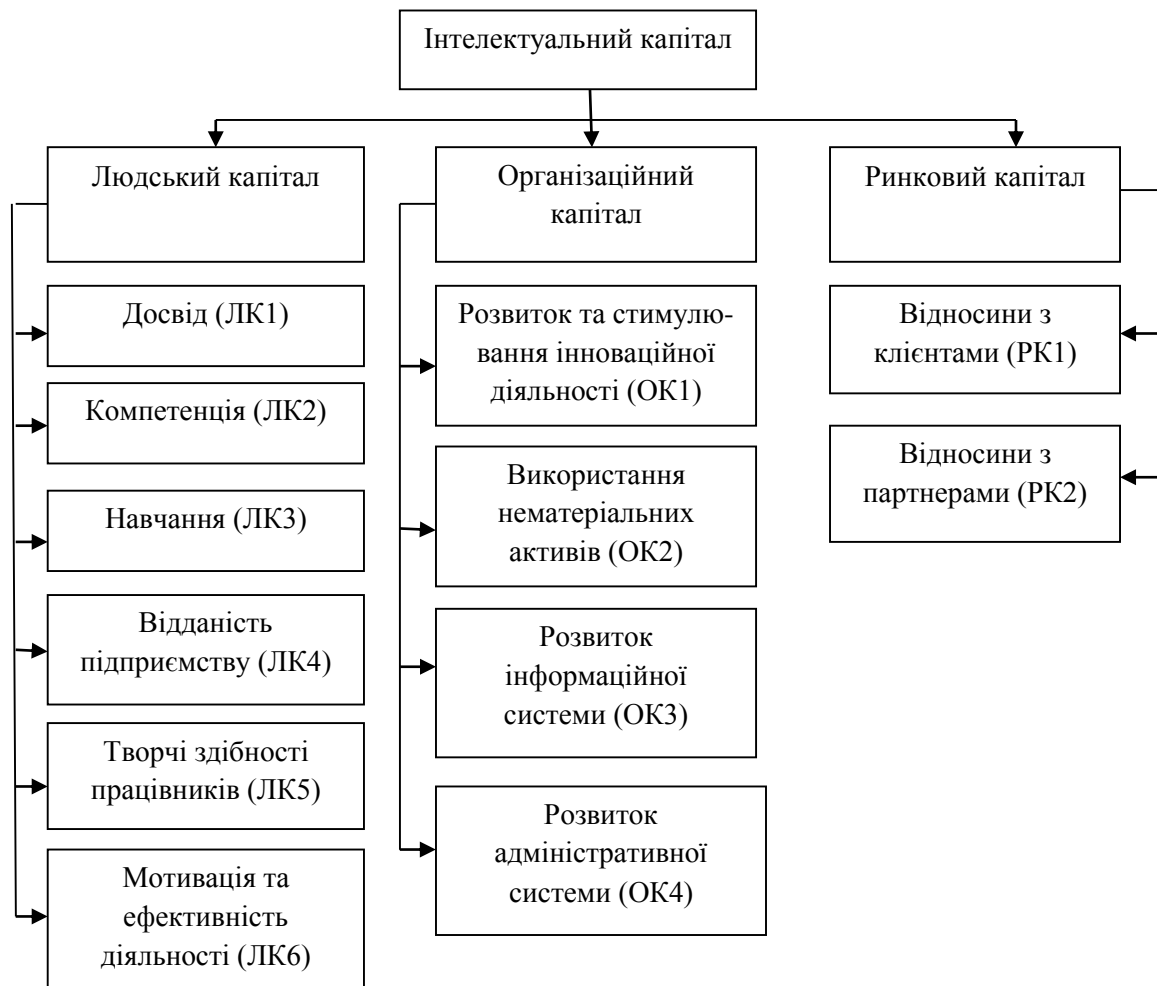 Інтелектуальний капітал
Людський капітал
Досвід (ЛК1)
Компетенція (ЛК2)
Навчання (ЛК3)
Відданість
підприємству (ЛК4)
Творчі здібності
працівників (ЛК5)
Мотивація та
ефективність
діяльності (ЛК6)
Організаційний
капітал
Розвиток та стимулю-
вання інноваційної
діяльності (ОК1)
Використання
нематеріальних
активів (ОК2)
Розвиток
інформаційної
системи (ОК3)
Розвиток
адміністративної
системи (ОК4)
Ринковий капітал
Відносини з
клієнтами (РК1)
Відносини з
партнерами (РК2)